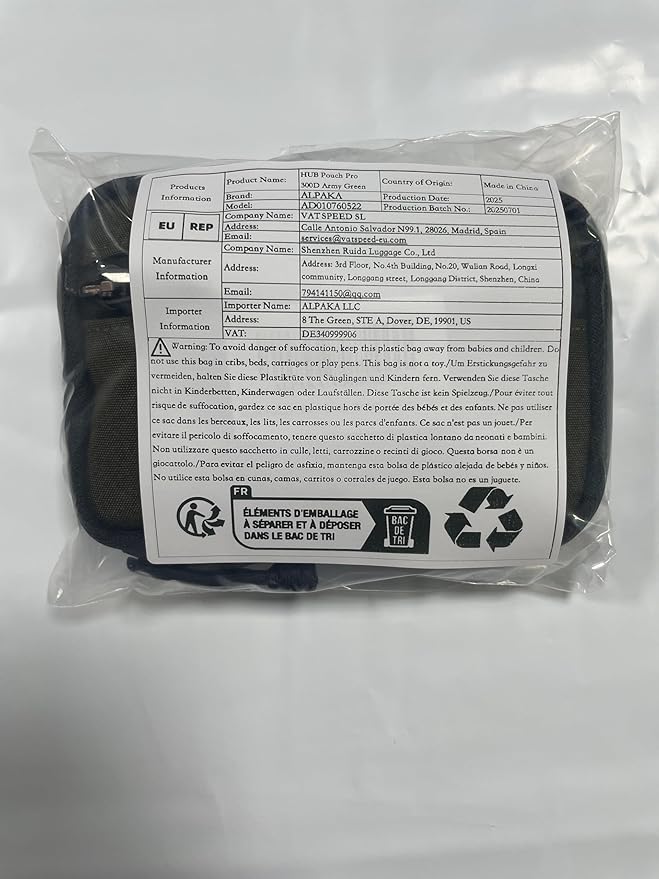 Products Information
Product Name: HUB Pouch Pro 300D Army Green Country of Origin: Made in China
Brand: ALPAKA Production Date: 2025
Model: AD010760522 Production Batch No.: 20250701
EU REP
Company Name: VATSPEED SL
Address: Calle Antonio Salvador N99.1, 28026, Madrid, Spain
Email: services@vatspeed-eu.com
Manufacturer Information
Company Name: Shenzhen Ruida Luggage Co., Ltd
Address: Address: 3rd Floor, No.4th Building, No.20, Wulian Road, Longxi
community, Longgang street, Longgang District, Shenzhen, China
Email: 794141150@qq.com
Importer Information
Importer Name: ALPAKA LLC
Address: 8 The Green, STE A, Dover, DE, 19901, US
VAT: DE340999906
Warning: To avoid danger of suffocation, keep this plastic bag away from babies and children. Do
not use this bag in cribs, beds, carriages or play pens. This bag is not a toy./Um Erstickungsgefahr zu
vermeiden, halten Sie diese Plastiktüte von Säuglingen und Kindern fern. Verwenden Sie diese Tasche
nicht in Kinderbetten, Kinderwagen oder Laufställen. Diese Tasche ist kein Spielzeug./Pour éviter tout
risque de suffocation, gardez ce sac en plastique hors de portée des bébés et des enfants. Ne pas utiliser
ce sac dans les berceaux, les lits, les carrosses ou les parcs d'enfants. Ce sac n'est pas un jouet./Per
evitare il pericolo di soffocamento, tenere questo sacchetto di plastica lontano da neonati e bambini.
Non utilizzare questo sacchetto in culle, letti, carrozzine o recinti di gioco. Questa borsa non è un
giocattolo./Para evitar el peligro de asfixia, mantenga esta bolsa de plástico alejada de bebés y niños.
No utilice esta bolsa en cunas, camas, carritos o corrales de juego. Esta bolsa no es un juguete.
FR
ÉLÉMENTS D'EMBALLAGE
À SÉPARER ET À DÉPOSER
DANS LE BAC DE TRI
BAC
DE
TRI